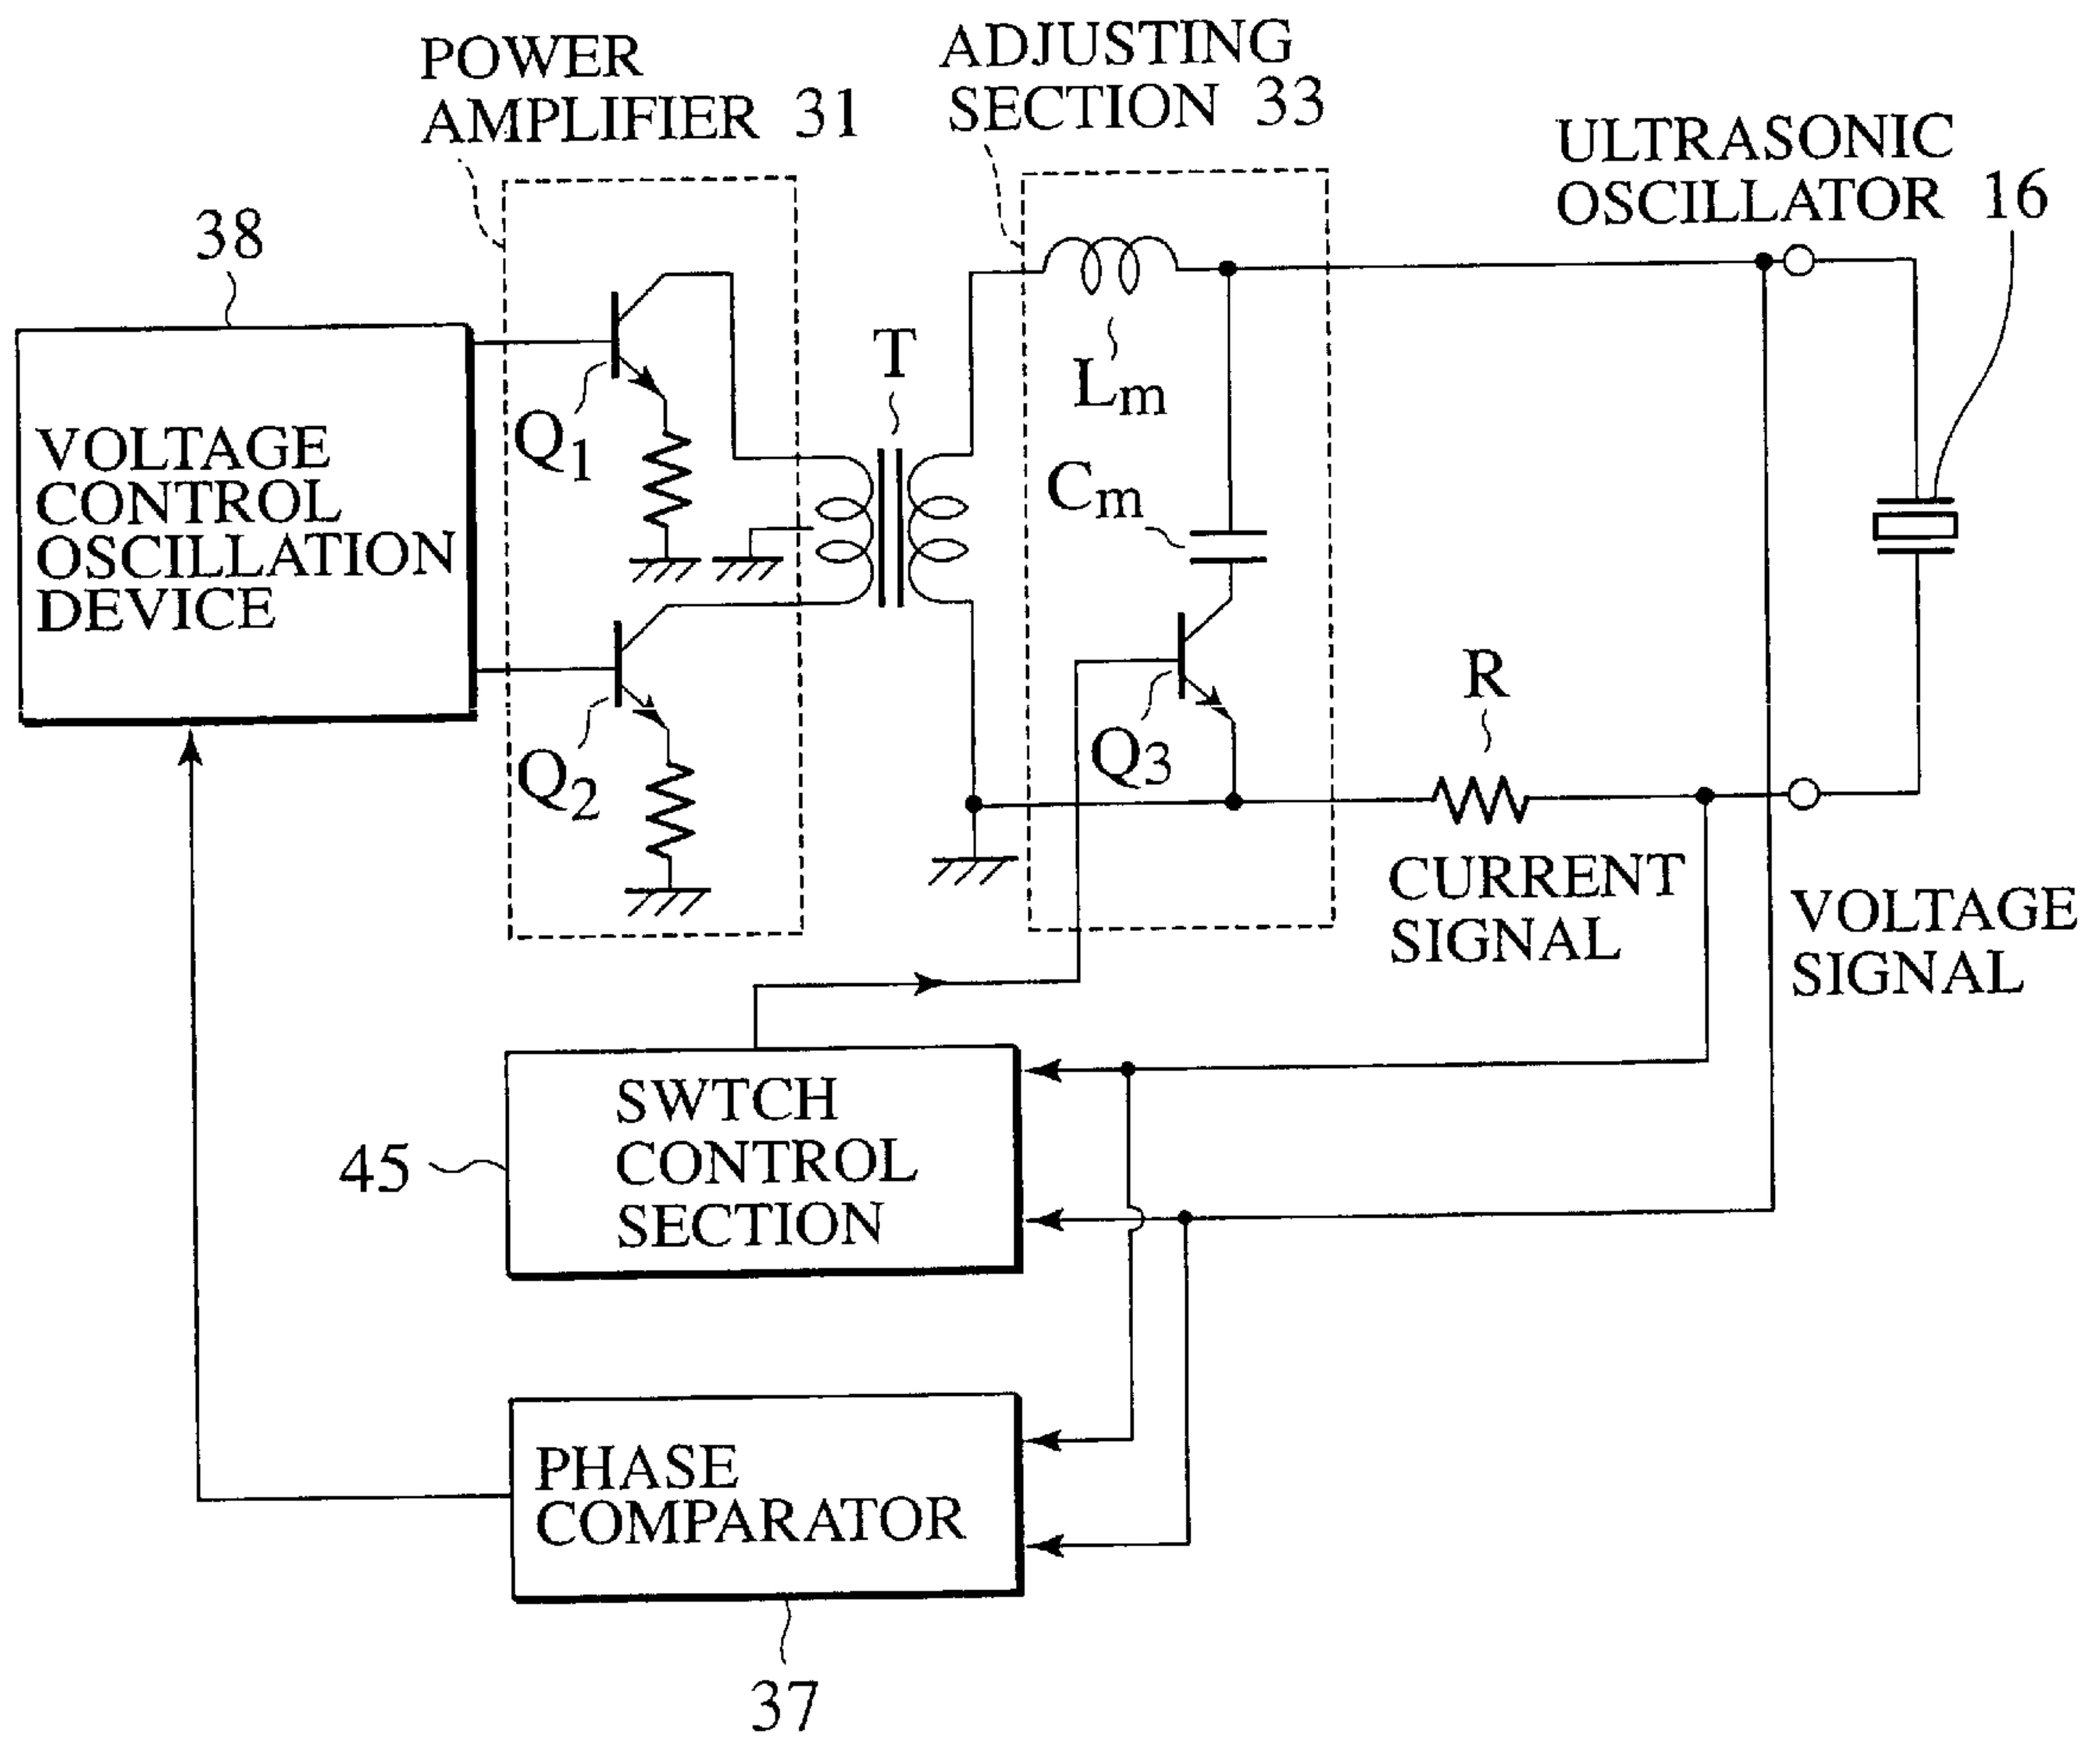 POWER
AMPLIFIER 31
ADJUSTING
SECTION 33
ULTRASONIC
OSCILLATOR 16
38
VOLTAGE
CONTROL
OSCILLATION
DEVICE
Q1
T
Lm
Cm
Q2
Q3
R
CURRENT
SIGNAL
VOLTAGE
SIGNAL
45
SWTCH
CONTROL
SECTION
PHASE
COMPARATOR
37